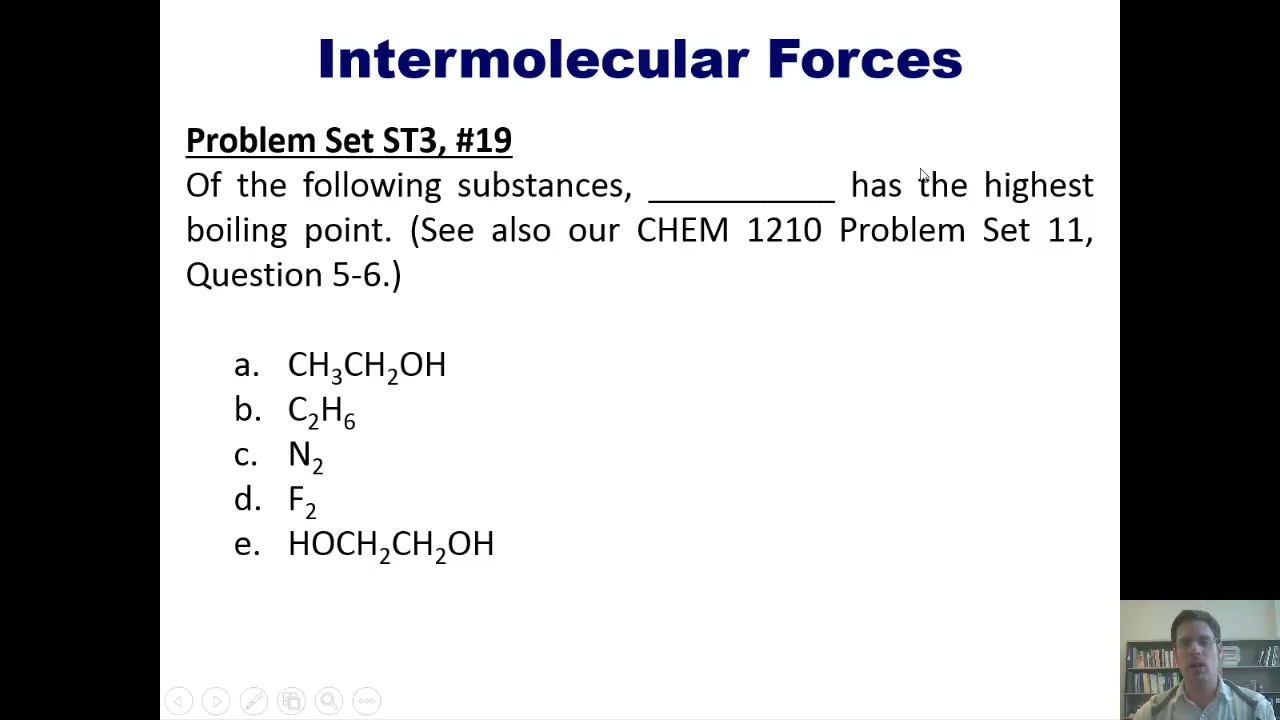 Intermolecular Forces
Problem Set ST3, #19
Of the following substances, __________ has the highest
boiling point. (See also our CHEM 1210 Problem Set 11,
Question 5-6.)
a. CH₃CH₂OH
b. C₂H₆
c. N₂
d. F₂
e. HOCH₂CH₂OH